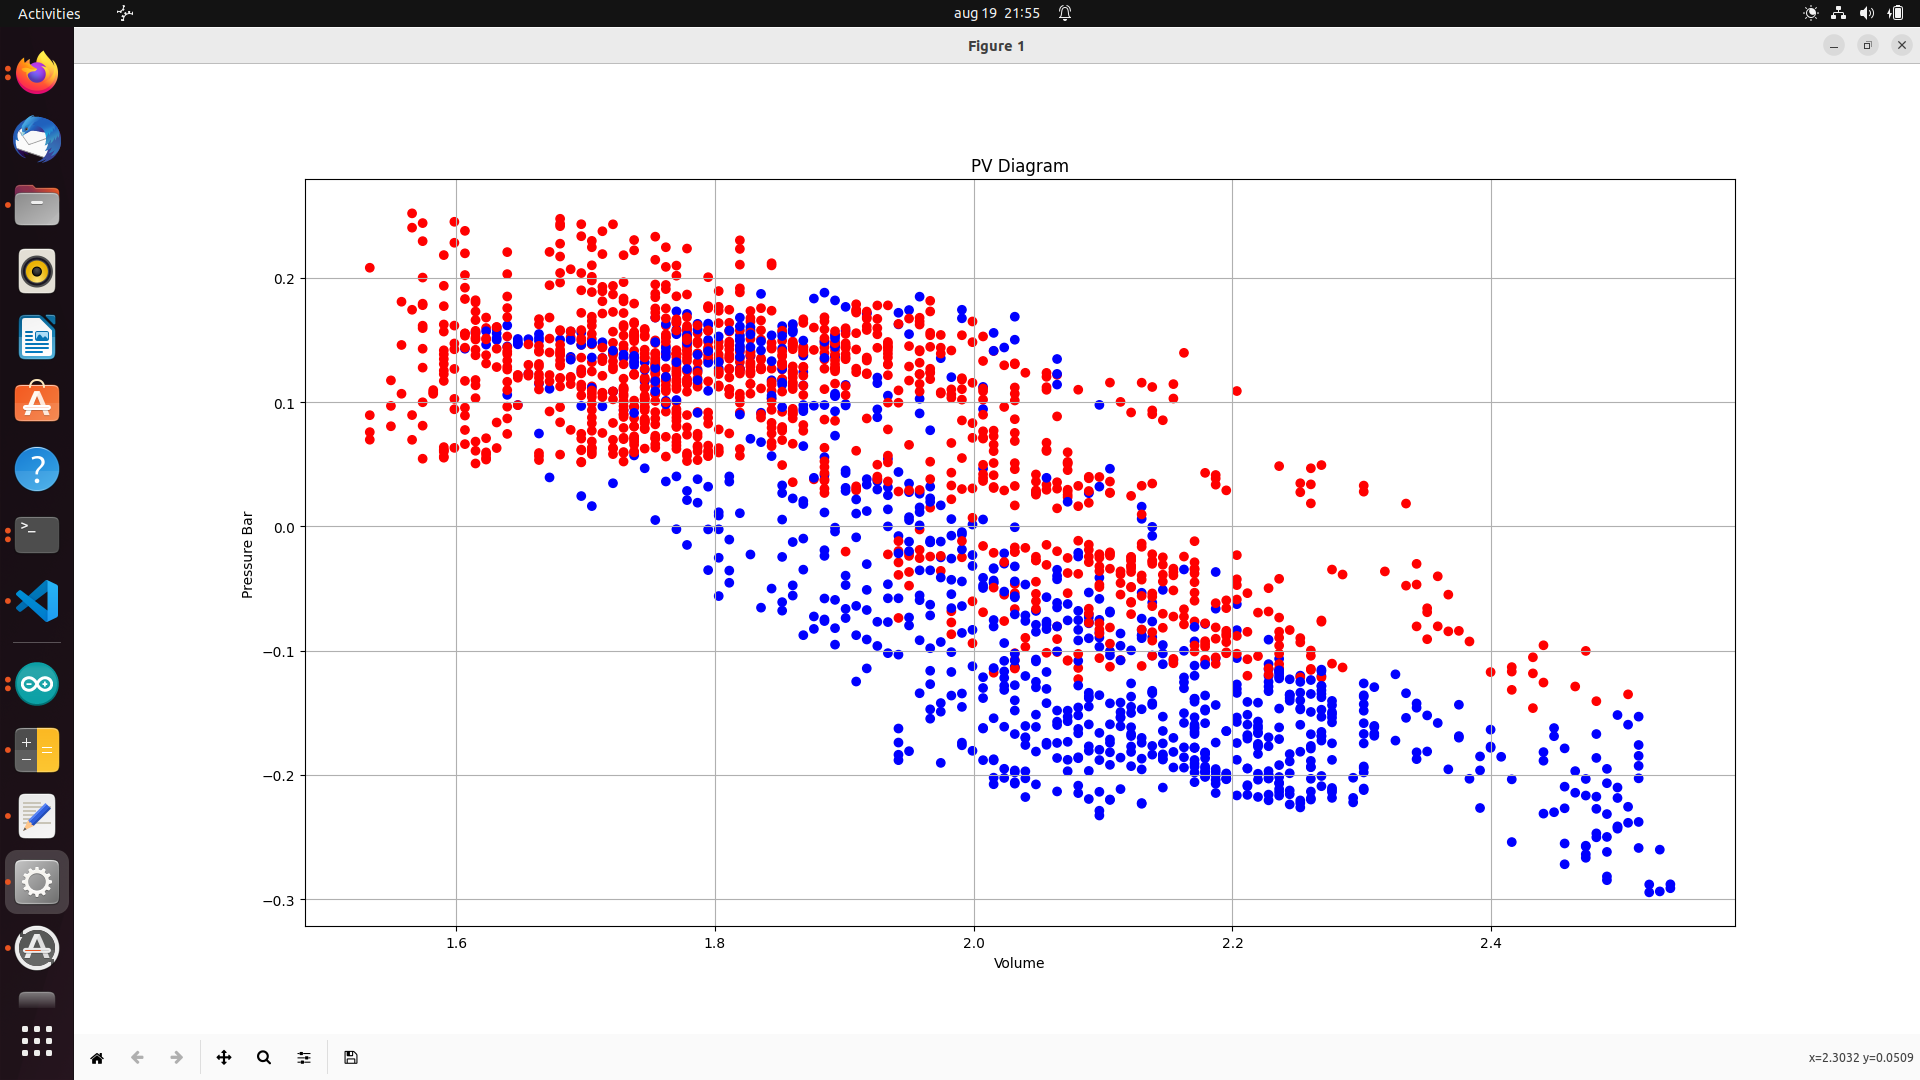 Activities
aug 19 21:55
Figure 1
PV Diagram
0.2
0.1
0.0
−0.1
−0.2
−0.3
Pressure Bar
1.6 1.8 2.0 2.2 2.4
Volume
x=2.3032 y=0.0509